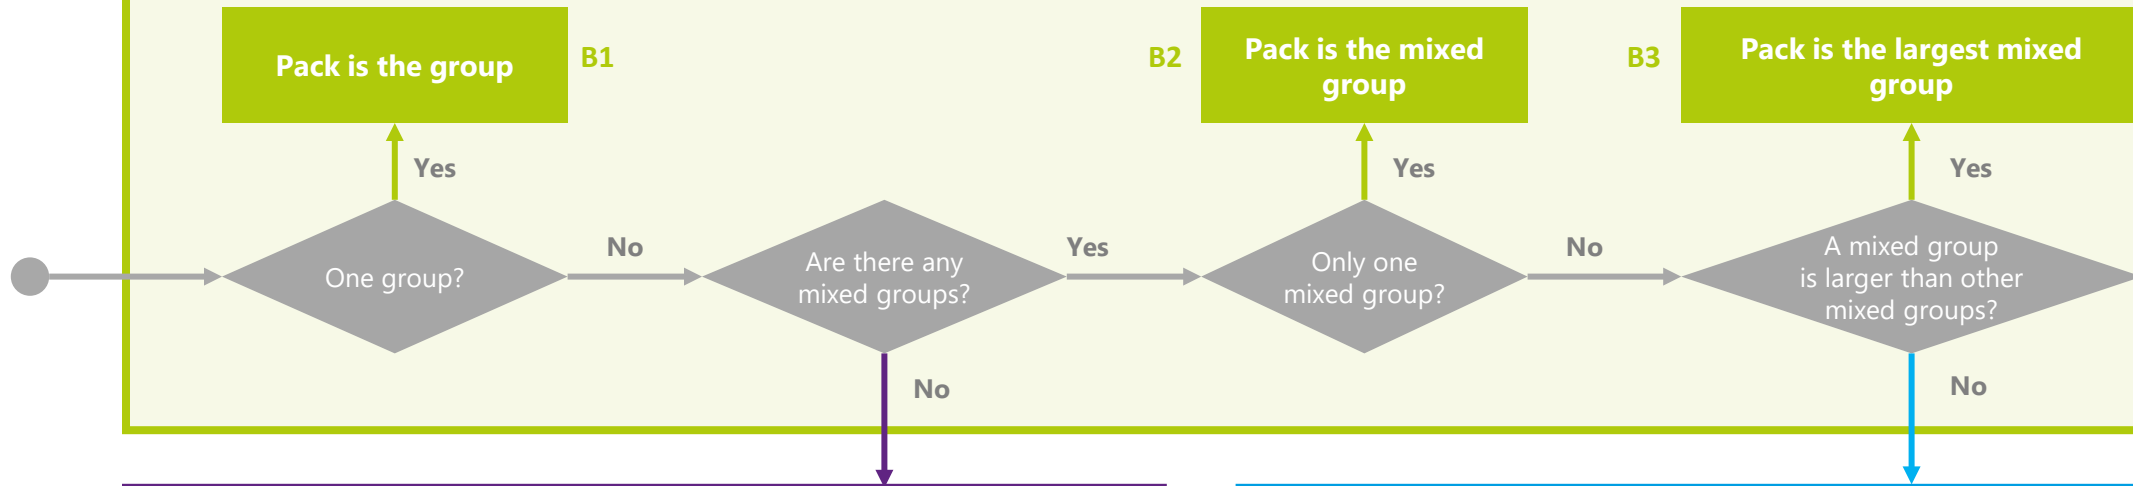 Pack is the group
B1
B2
Pack is the mixed
group
B3
Pack is the largest mixed
group
Yes
Yes
Yes
One group?
No
Are there any
mixed groups?
Yes
Only one
mixed group?
No
A mixed group
is larger than other
mixed groups?
No
No